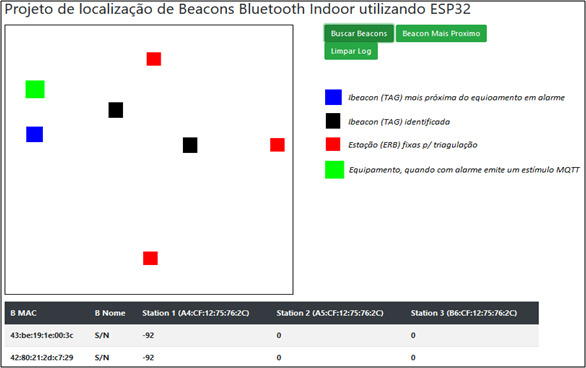 Projeto de localização de Beacons Bluetooth Indoor utilizando ESP32
Buscar Beacons
Beacon Mais Proximo
Limpar Log
Ibeacon (TAG) mais próxima do equioamento em alarme
Ibeacon (TAG) identificada
Estação (ERB) fixas p/ triagulação
Equipamento, quando com alarme emite um estímulo MQTT
B MAC B Nome Station 1 (A4:CF:12:75:76:2C) Station 2 (A5:CF:12:75:76:2C) Station 3 (B6:CF:12:75:76:2C)
43:be:19:1e:00:3c S/N -92 0 0
42:80:21:2d:c7:29 S/N -92 0 0